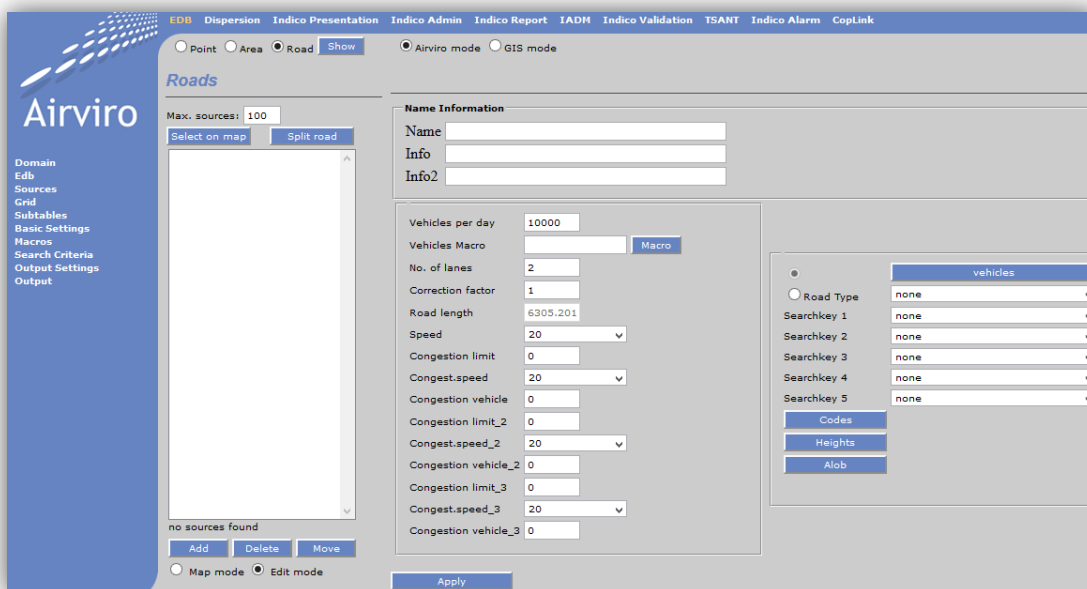 EDB Dispersion Indico Presentation Indico Admin Indico Report IADM Indico Validation TSANT Indico Alarm CopLink
Point Area Road Show Airviro mode GIS mode
Airviro
Domain
Edb
Sources
Grid
Subtables
Basic Settings
Macros
Search Criteria
Output Settings
Output
Roads
Max. sources: 100
Select on map Split road
no sources found
Add Delete Move
Map mode Edit mode
Name Information
Name
Info
Info2
Vehicles per day 10000
Vehicles Macro Macro
No. of lanes 2
Correction factor 1
Road length 6305.201
Speed 20
Congestion limit 0
Congest.speed 20
Congestion vehicle 0
Congestion limit_2 0
Congest.speed_2 20
Congestion vehicle_2 0
Congestion limit_3 0
Congest.speed_3 20
Congestion vehicle_3 0
Apply
vehicles
Road Type none
Searchkey 1 none
Searchkey 2 none
Searchkey 3 none
Searchkey 4 none
Searchkey 5 none
Codes
Heights
Alob